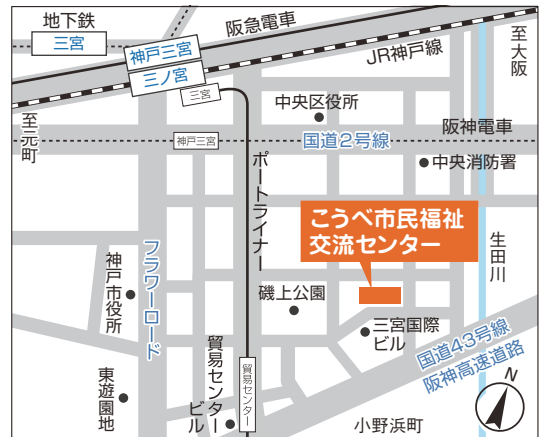 地下鉄
三宮
阪急電車
神戸三宮
三ノ宮
三宮
JR神戸線
至大阪
至元町
中央区役所
神戸三宮
国道2号線
阪神電車
中央消防署
ポートライナー
こうべ市民福祉
交流センター
生田川
フラワーロード
神戸市役所
磯上公園
三宮国際
ビル
国道43号線
阪神高速道路
貿易センター
ビル
貿易センター
東遊園地
小野浜町
N